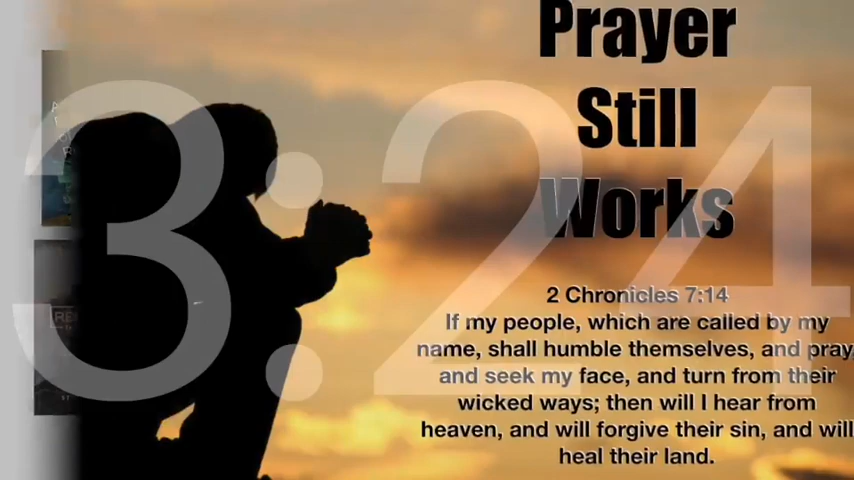 Prayer
Still
Works
3:24
2 Chronicles 7:14
If my people, which are called by my
name, shall humble themselves, and pray,
and seek my face, and turn from their
wicked ways; then will I hear from
heaven, and will forgive their sin, and will
heal their land.